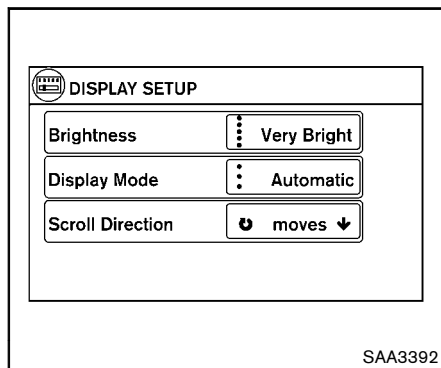 DISPLAY SETUP
Brightness Very Bright
Display Mode Automatic
Scroll Direction ↻ moves ↓
SAA3392